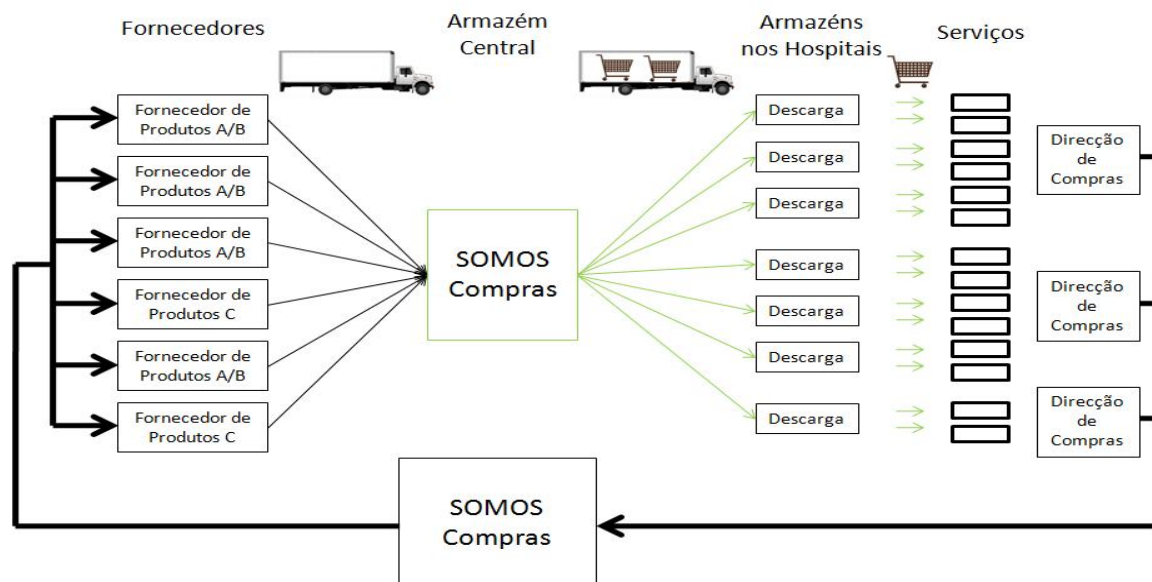 Fornecedores
Armazém
Central
Armazéns
nos Hospitais
Serviços
Fornecedor de
Produtos A/B
Fornecedor de
Produtos A/B
Fornecedor de
Produtos A/B
Fornecedor de
Produtos C
Fornecedor de
Produtos A/B
Fornecedor de
Produtos C
SOMOS
Compras
Descarga
Descarga
Descarga
Descarga
Descarga
Descarga
Descarga
Direcção
de
Compras
Direcção
de
Compras
Direcção
de
Compras
SOMOS
Compras